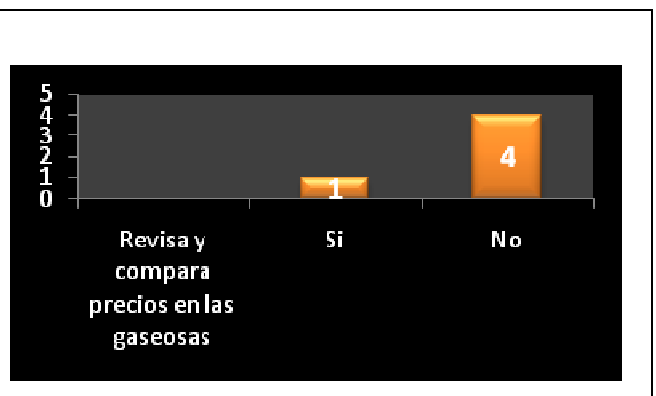 5
4
3
2
1
0
1
4
Revisa y
compara
precios en las
gaseosas
Si
No